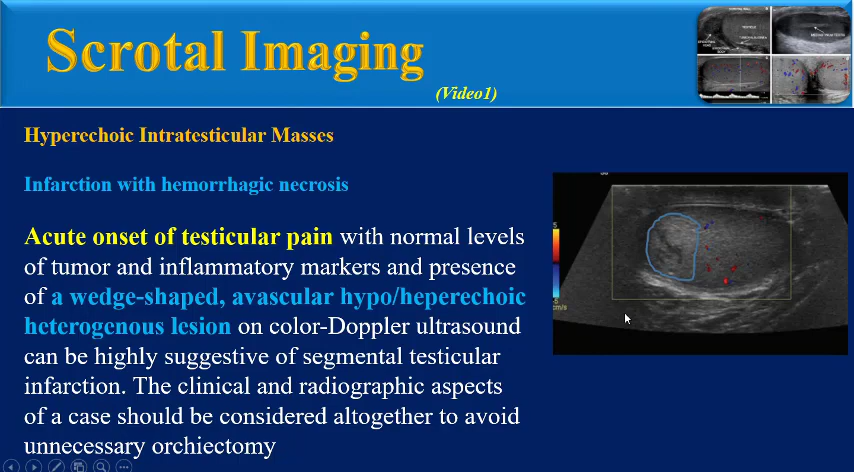 Scrotal Imaging
(Video1)
Hyperechoic Intratesticular Masses
Infarction with hemorrhagic necrosis
Acute onset of testicular pain with normal levels
of tumor and inflammatory markers and presence
of a wedge-shaped, avascular hypo/heperechoic
heterogenous lesion on color-Doppler ultrasound
can be highly suggestive of segmental testicular
infarction. The clinical and radiographic aspects
of a case should be considered altogether to avoid
unnecessary orchiectomy